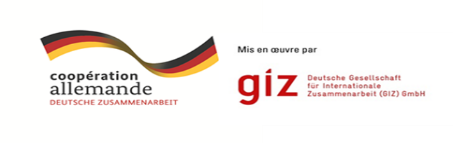 coopération
allemande
DEUTSCHE ZUSAMMENARBEIT
Mis en œuvre par
giz
Deutsche Gesellschaft
für Internationale
Zusammenarbeit (GIZ) GmbH